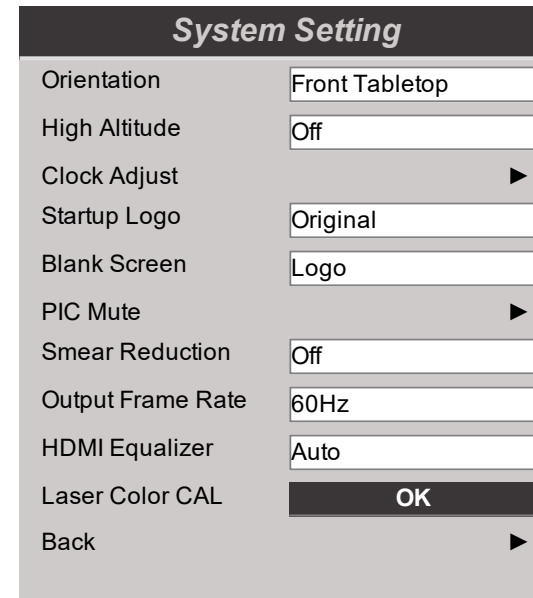 System Setting
Orientation Front Tabletop
High Altitude Off
Clock Adjust ►
Startup Logo Original
Blank Screen Logo
PIC Mute ►
Smear Reduction Off
Output Frame Rate 60Hz
HDMI Equalizer Auto
Laser Color CAL OK
Back ►